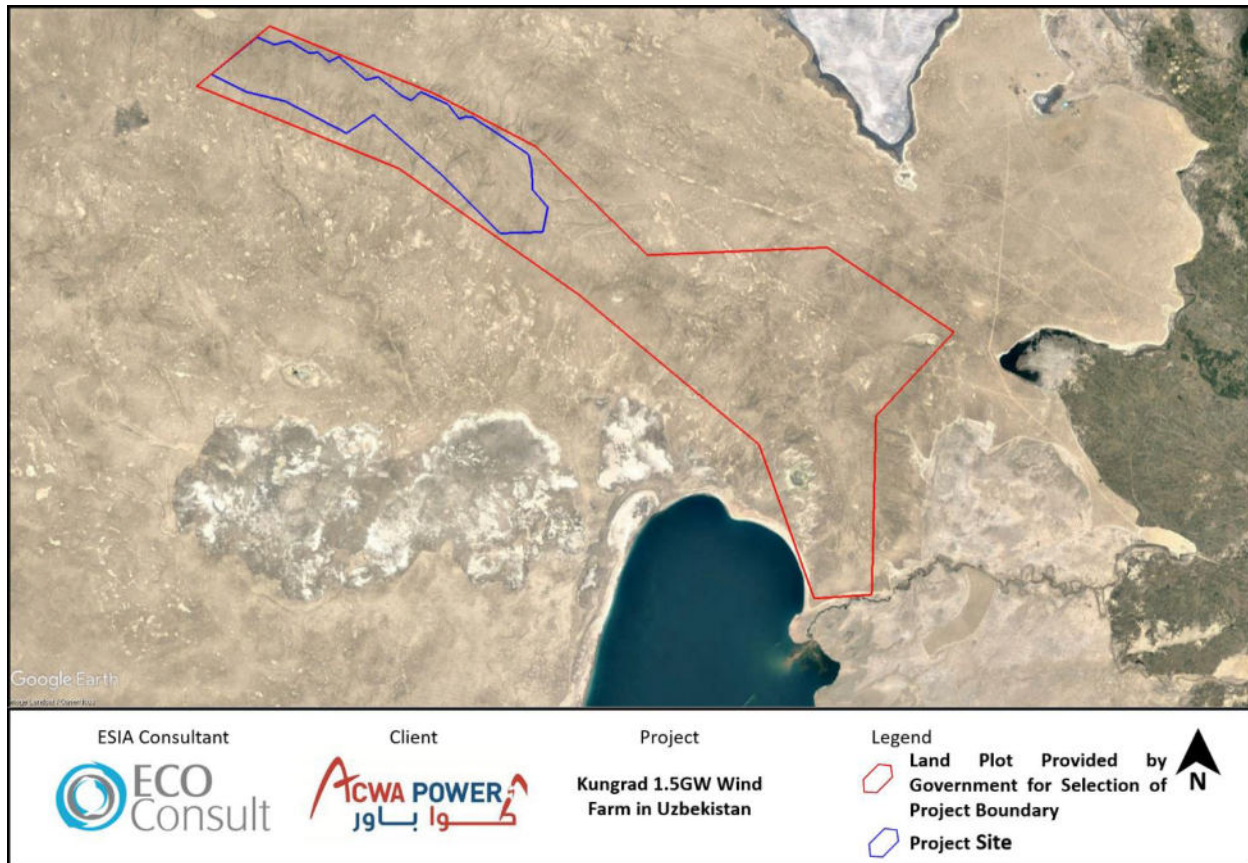 Google Earth
ESIA Consultant
ECO
Consult
Client
ACWA POWER
أكوا باور
Project
Kungrad 1.5GW Wind
Farm in Uzbekistan
Legend
Land Plot Provided by
Government for Selection of
Project Boundary
Project Site
N